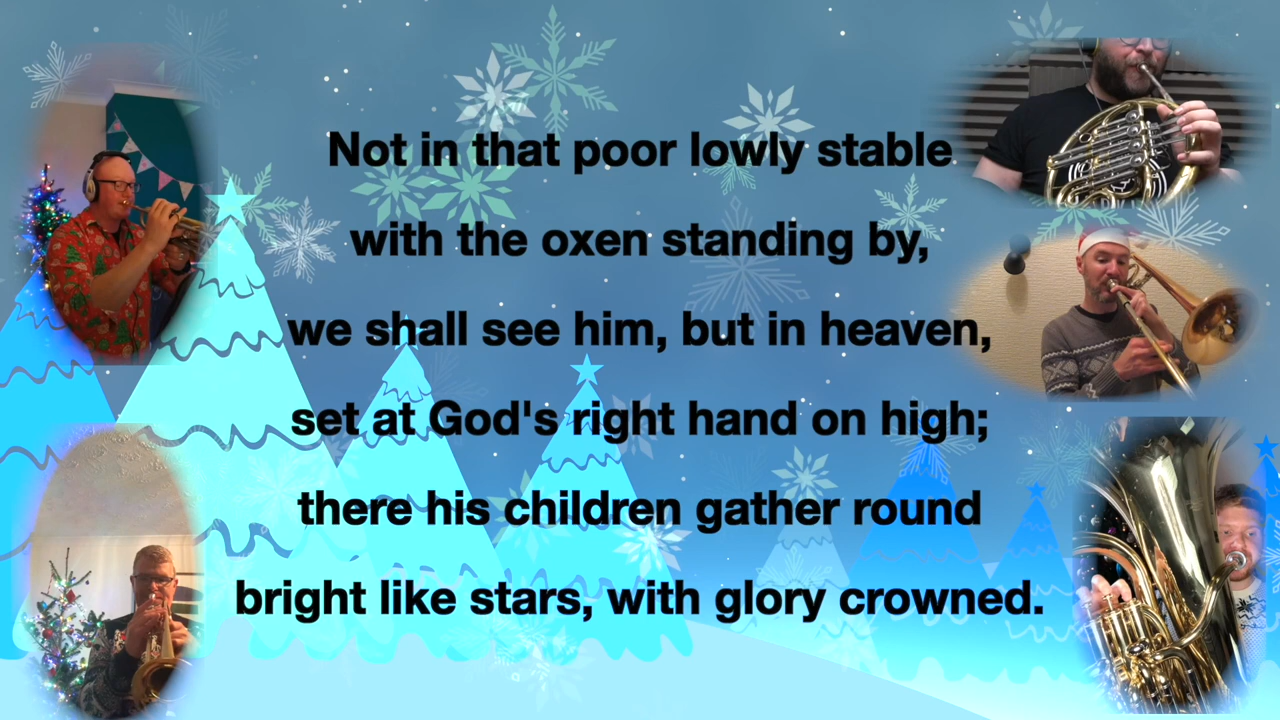 Not in that poor lowly stable
with the oxen standing by,
we shall see him, but in heaven,
set at God's right hand on high;
there his children gather round
bright like stars, with glory crowned.